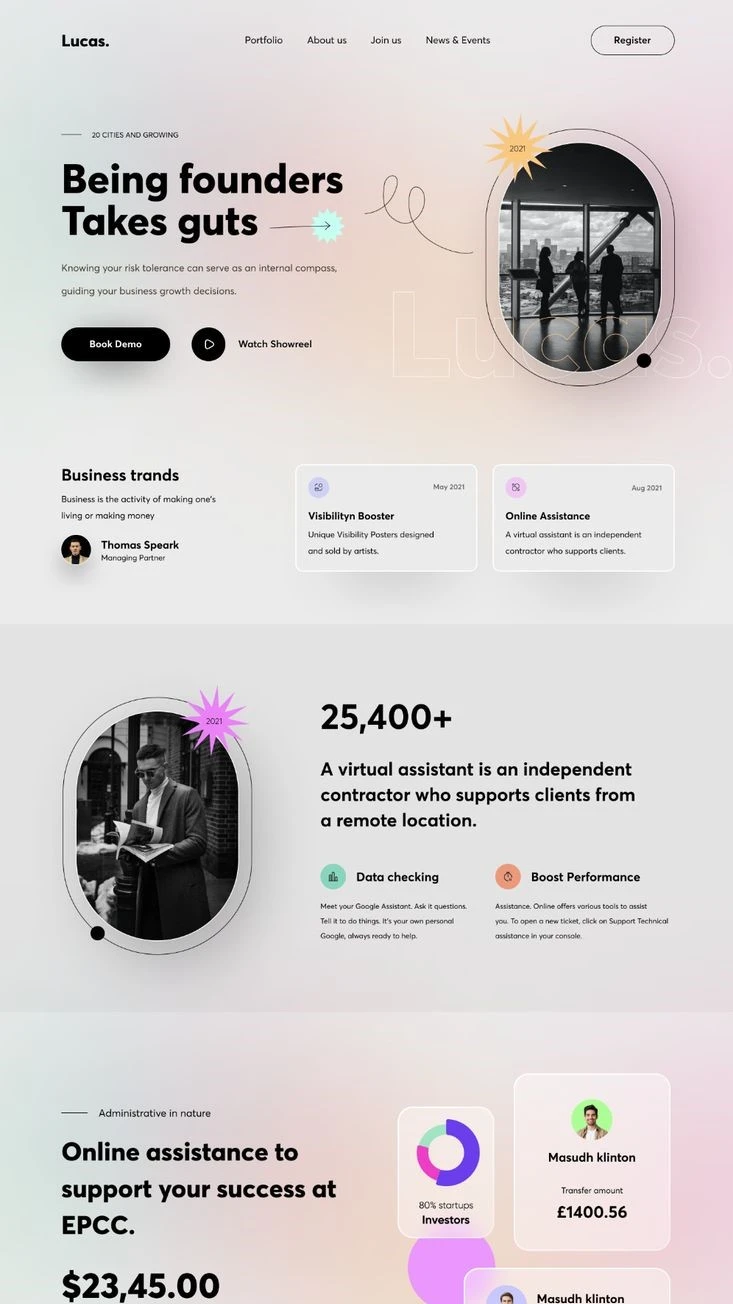 Lucas.
Portfolio
About us
Join us
News & Events
Register
20 CITIES AND GROWING
2021
Being founders
Takes guts
Knowing your risk tolerance can serve as an internal compass,
guiding your business growth decisions.
Lucas.
Book Demo
Watch Showreel
Business trands
Business is the activity of making one's
living or making money
Thomas Speark
Managing Partner
May 2021
Visibilityn Booster
Unique Visibility Posters designed
and sold by artists.
Aug 2021
Online Assistance
A virtual assistant is an independent
contractor who supports clients.
2021
25,400+
A virtual assistant is an independent
contractor who supports clients from
a remote location.
Data checking
Meet your Google Assistant. Ask it questions.
Tell it to do things. It's your own personal
Google, always ready to help.
Boost Performance
Assistance. Online offers various tools to assist
you. To open a new ticket, click on Support Technical
assistance in your console.
Administrative in nature
Online assistance to
support your success at
EPCC.
$23,45.00
80% startups
Investors
Masudh klinton
Transfer amount
£1400.56
Masudh klinton